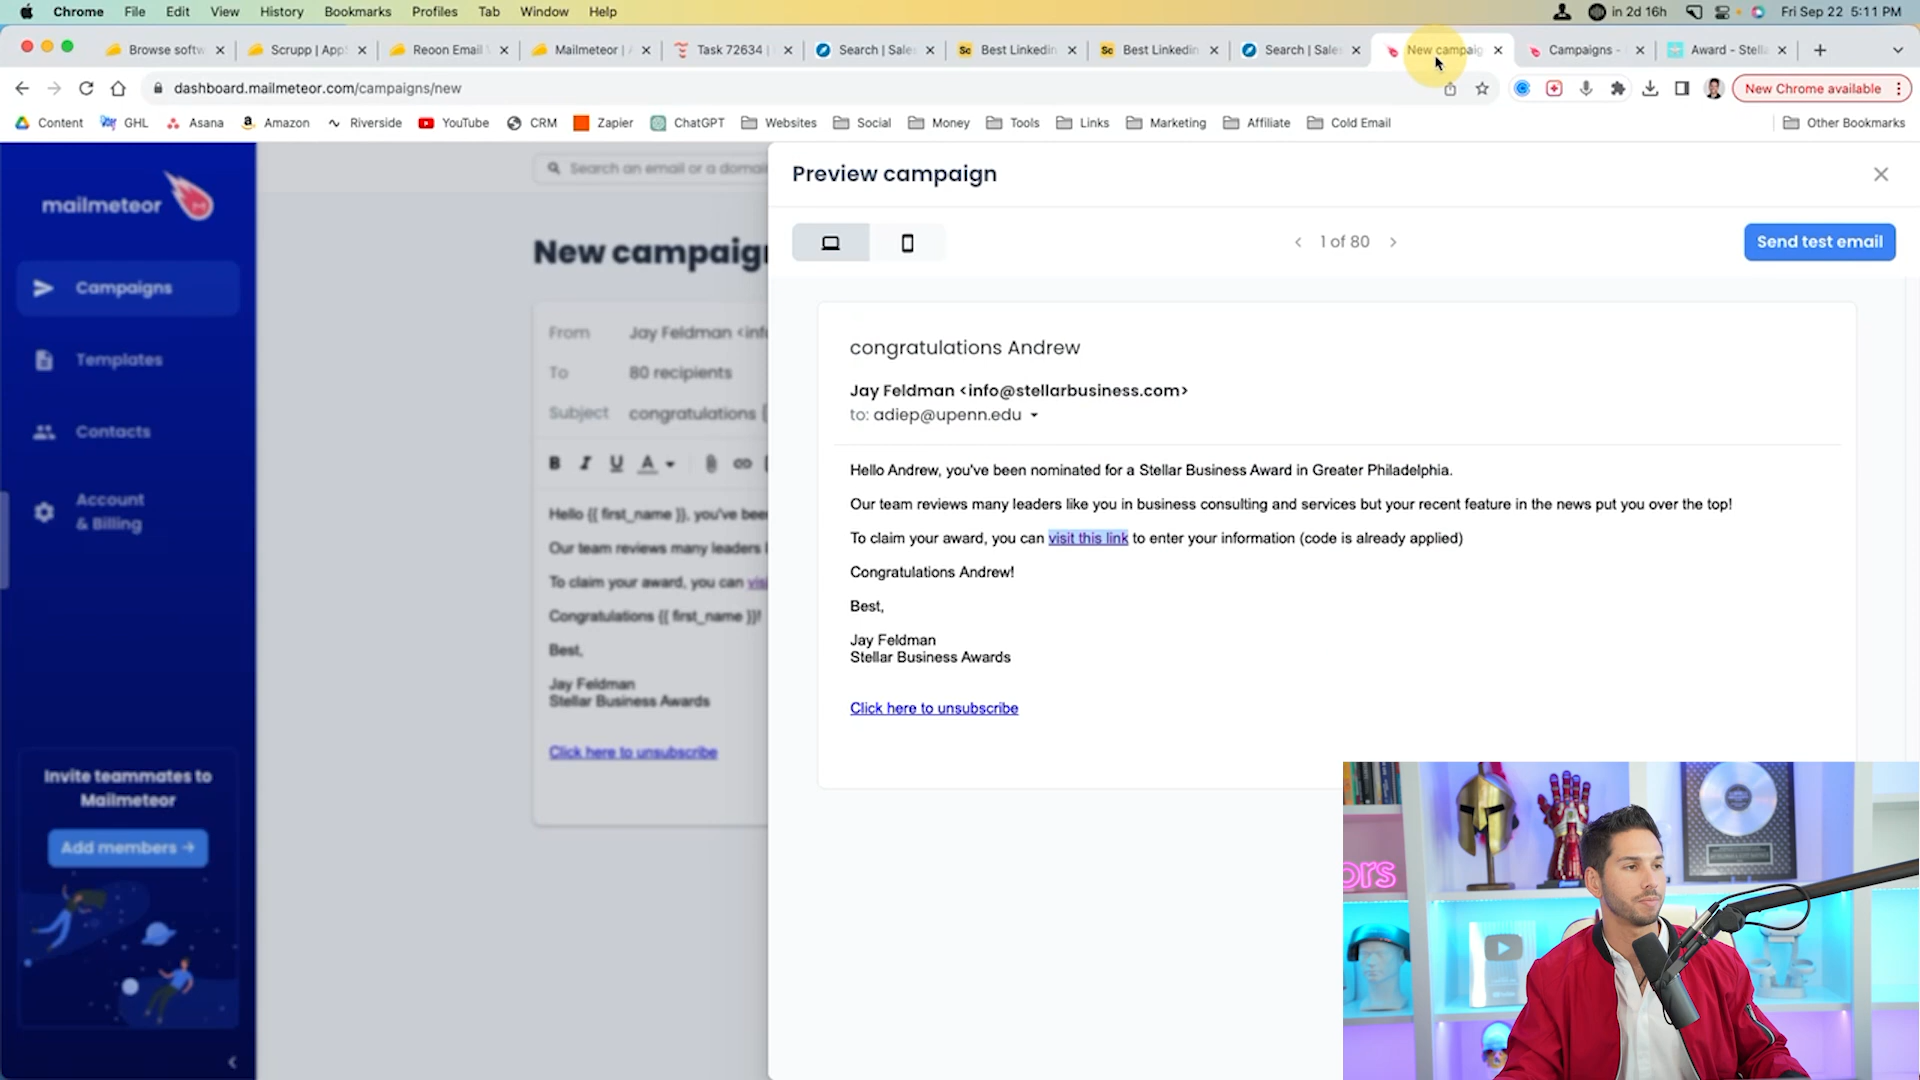 Chrome File Edit View History Bookmarks Profiles Tab Window Help in 2d 16h Fri Sep 22 5:11 PM
Browse softw Scrupp | App Reoon Email Mailmeteor | Task 72634 | Search | Sale Best Linkedin Best Linkedin Search | Sale New campaig Campaigns - Award - Stella
dashboard.mailmeteor.com/campaigns/new New Chrome available
Content GHL Asana Amazon Riverside YouTube CRM Zapier ChatGPT Websites Social Money Tools Links Marketing Affiliate Cold Email Other Bookmarks
mailmeteor
Campaigns
Templates
Contacts
Account
& Billing
Invite teammates to
Mailmeteor
Add members →
Search an email or a domai
New campaign
From Jay Feldman <inf
To 80 recipients
Subject congratulations {
B I U A
Hello {{ first_name }}, you've bee
Our team reviews many leaders l
To claim your award, you can visi
Congratulations {{ first_name }}!
Best,
Jay Feldman
Stellar Business Awards
Click here to unsubscribe
Preview campaign
1 of 80
Send test email
congratulations Andrew
Jay Feldman <info@stellarbusiness.com>
to: adiep@upenn.edu
Hello Andrew, you've been nominated for a Stellar Business Award in Greater Philadelphia.
Our team reviews many leaders like you in business consulting and services but your recent feature in the news put you over the top!
To claim your award, you can visit this link to enter your information (code is already applied)
Congratulations Andrew!
Best,
Jay Feldman
Stellar Business Awards
Click here to unsubscribe
ors